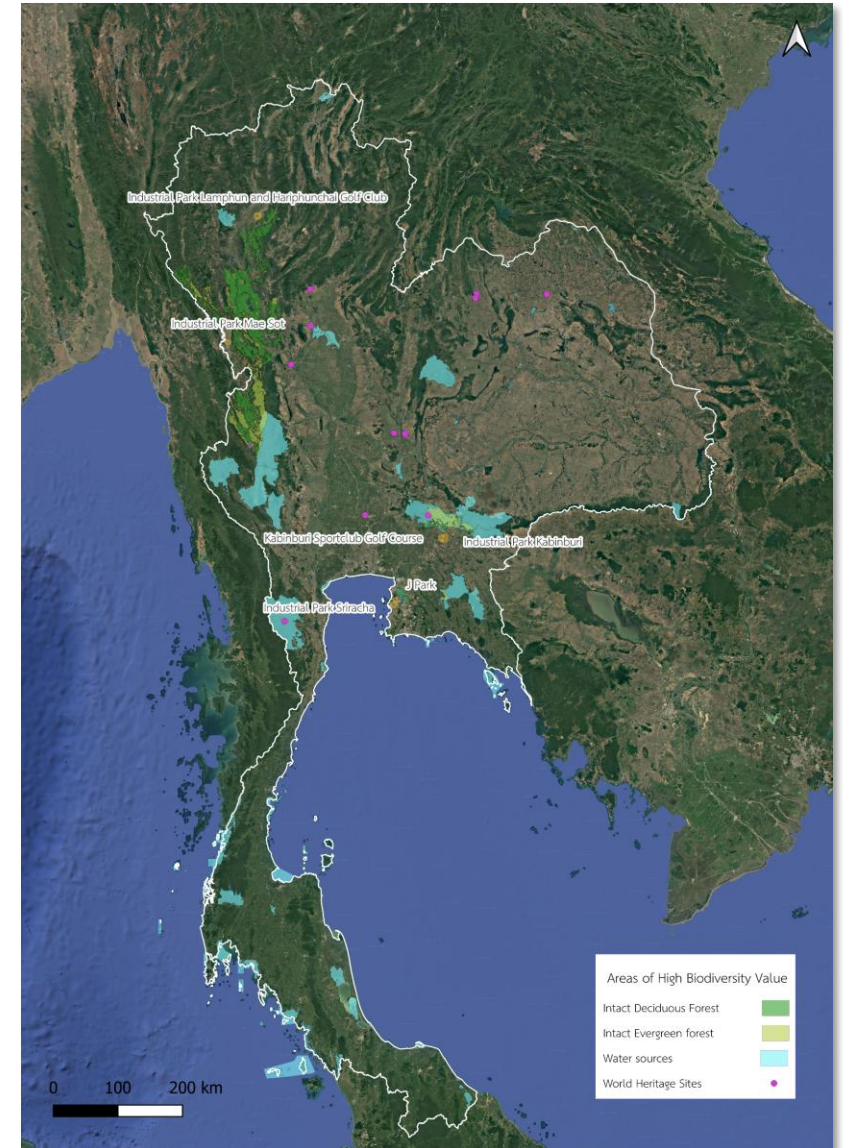 Industrial Park Lamphun and Hariphunchai Golf Club
Industrial Park Mae Sot
Kabinburi Sportclub Golf Course
Industrial Park Kabinburi
J Park
Industrial Park Sriracha
Areas of High Biodiversity Value
Intact Deciduous Forest
Intact Evergreen forest
Water sources
World Heritage Sites
0 100 200 km